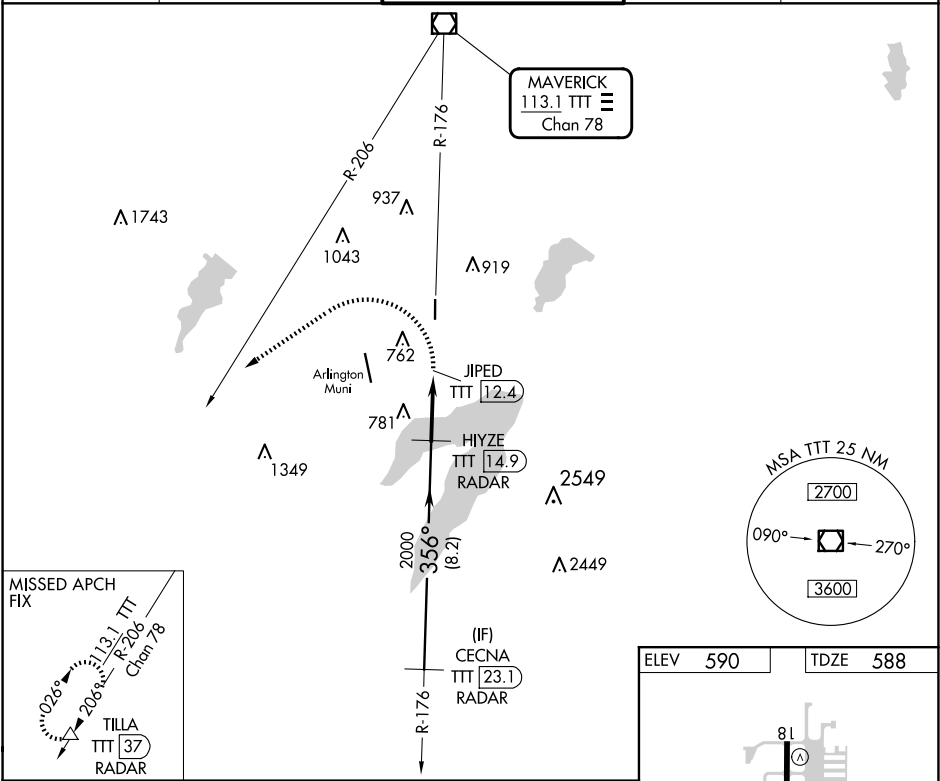 MAVERICK
113.1 TTT
Chan 78
R-206
R-176
1743
937
1043
919
762
Arlington
Muni
JIPED
TTT 12.4
781
HIYZE
TTT 14.9
RADAR
1349
2549
2449
2000
356°
(8.2)
MSA TTT 25 NM
2700
090°
270°
3600
(IF)
CECNA
TTT 23.1
RADAR
R-176
MISSED APCH
FIX
113.1 TTT
R-206
Chan 78
026°
206°
TILLA
TTT 37
RADAR
ELEV 590
TDZE 588
18
V